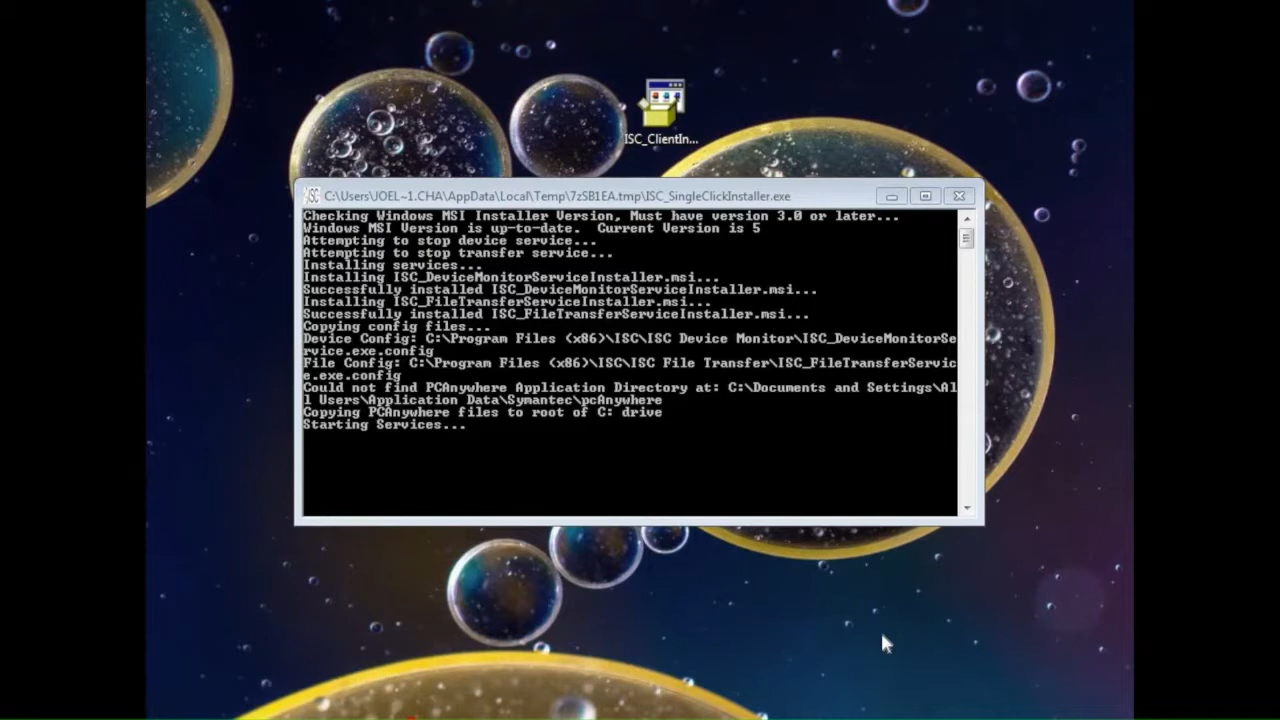 ISC_ClientIn...
ISC C:\Users\JOEL~1.CHA\AppData\Local\Temp\7zSB1EA.tmp\ISC_SingleClickInstaller.exe
Checking Windows MSI Installer Version, Must have version 3.0 or later...
Windows MSI Version is up-to-date.  Current Version is 5
Attempting to stop device service...
Attempting to stop transfer service...
Installing services...
Installing ISC_DeviceMonitorServiceInstaller.msi...
Successfully installed ISC_DeviceMonitorServiceInstaller.msi...
Installing ISC_FileTransferServiceInstaller.msi...
Successfully installed ISC_FileTransferServiceInstaller.msi...
Copying config files...
Device Config: C:\Program Files (x86)\ISC\ISC Device Monitor\ISC_DeviceMonitorSe
rvice.exe.config
File Config: C:\Program Files (x86)\ISC\ISC File Transfer\ISC_FileTransferServic
e.exe.config
Could not find PCAnywhere Application Directory at: C:\Documents and Settings\Al
l Users\Application Data\Symantec\pcAnywhere
Copying PCAnywhere files to root of C: drive
Starting Services...